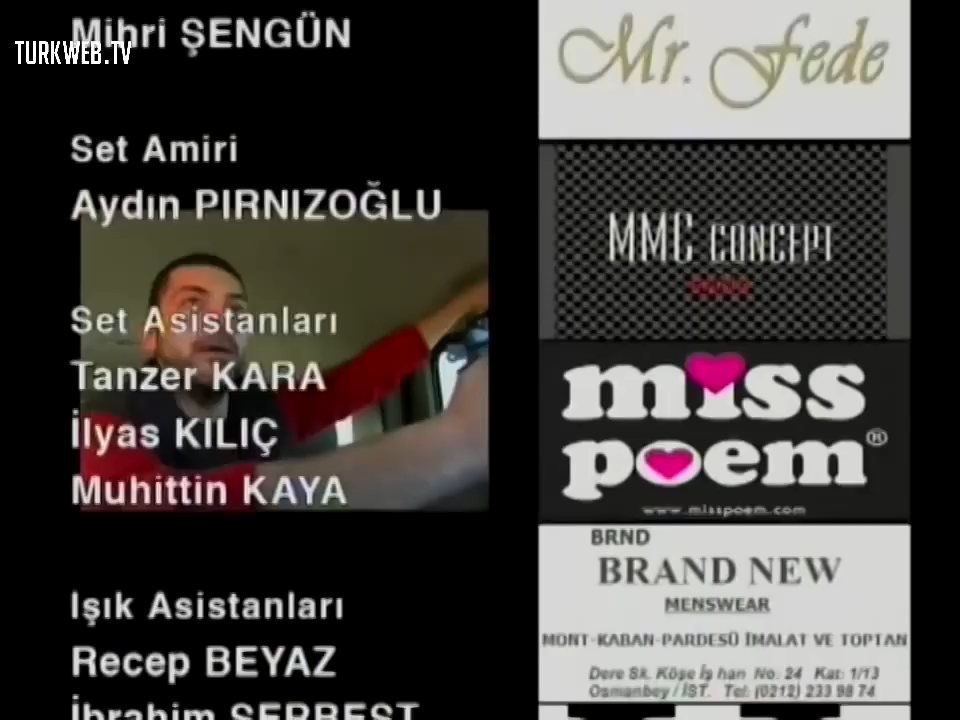 Mihri ŞENGÜN
TURKWEB.TV
Set Amiri
Aydın PIRNIZOĞLU
Set Asistanları
Tanzer KARA
İlyas KILIÇ
Muhittin KAYA
Işık Asistanları
Recep BEYAZ
İbrahim SERBEST
Mr. Fede
MMC CONCEPT
miss
poem®
www.misspoem.com
BRND
BRAND NEW
MENSWEAR
MONT-KABAN-PARDESÜ İMALAT VE TOPTAN
Dere Sk. Köşe İş han No: 24 Kat: 1/13
Osmanbey / İST. Tel: (0212) 233 98 74